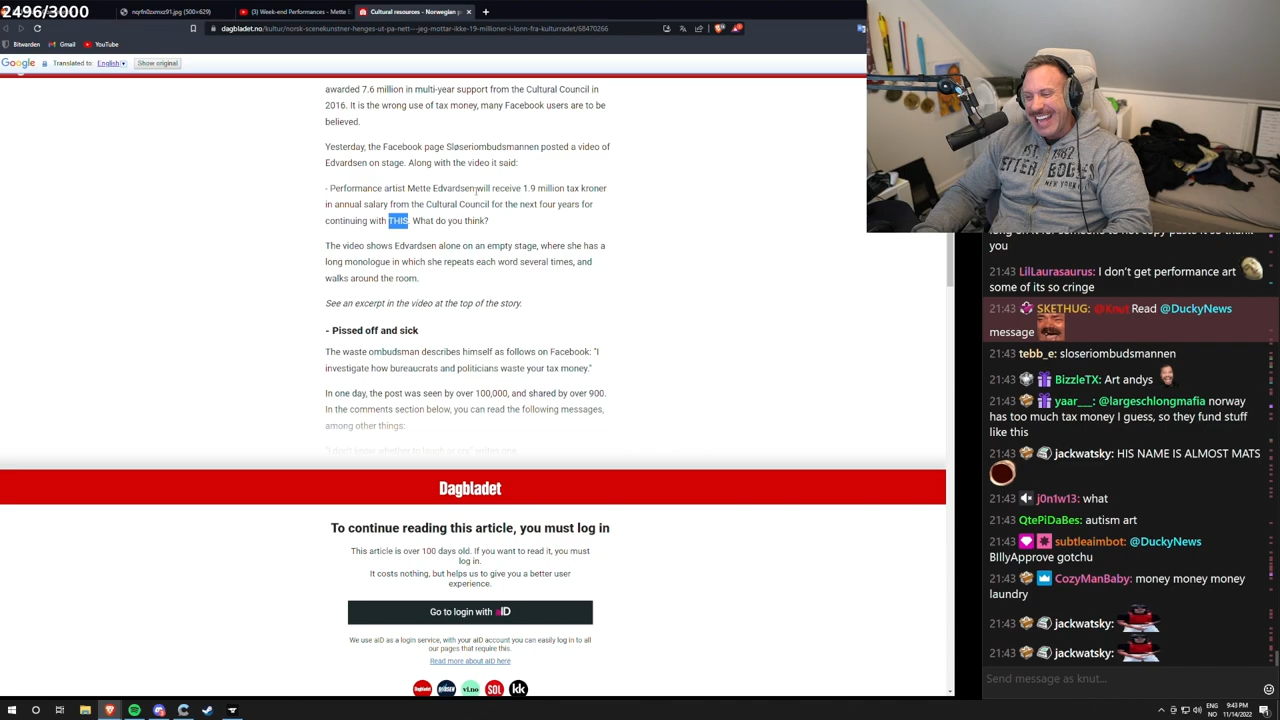 2496/3000
nqrfn0zxmxz91.jpg (500×629)
(3) Week-end Performances - Mette E
Cultural resources - Norwegian p
dagbladet.no/kultur/norsk-scenekunstner-henges-ut-pa-nett---jeg-mottar-ikke-19-millioner-i-lonn-fra-kulturradet/68470266
Bitwarden
Gmail
YouTube
Google
Translated to: English
Show original
awarded 7.6 million in multi-year support from the Cultural Council in
2016. It is the wrong use of tax money, many Facebook users are to be
believed.
Yesterday, the Facebook page Sløseriombudsmannen posted a video of
Edvardsen on stage. Along with the video it said:
- Performance artist Mette Edvardsen will receive 1.9 million tax kroner
in annual salary from the Cultural Council for the next four years for
continuing with THIS. What do you think?
The video shows Edvardsen alone on an empty stage, where she has a
long monologue in which she repeats each word several times, and
walks around the room.
See an excerpt in the video at the top of the story.
- Pissed off and sick
The waste ombudsman describes himself as follows on Facebook: "I
investigate how bureaucrats and politicians waste your tax money."
In one day, the post was seen by over 100,000, and shared by over 900.
In the comments section below, you can read the following messages,
among other things:
Dagbladet
To continue reading this article, you must log in
This article is over 100 days old. If you want to read it, you must
log in.
It costs nothing, but helps us to give you a better user
experience.
Go to login with aID
We use aID as a login service, with your aID account you can easily log in to all
our pages that require this.
Read more about aID here
Dagbladet
vi.no
SOL
kk
you
21:43 LilLaurasaurus: I don't get performance art
some of its so cringe
21:43 SKETHUG: @Knut Read @DuckyNews
message
21:43 tebb_e: sloseriombudsmannen
21:43 BizzleTX: Art andys
21:43 yaar___: @largeschlongmafia norway
has too much tax money I guess, so they fund stuff
like this
21:43 jackwatsky: HIS NAME IS ALMOST MATS
21:43 j0n1w13: what
21:43 QtePiDaBes: autism art
21:43 subtleaimbot: @DuckyNews
BIllyApprove gotchu
21:43 CozyManBaby: money money money
laundry
21:43 jackwatsky:
21:43 jackwatsky:
Send message as knut...
ENG
NO
9:43 PM
11/14/2022